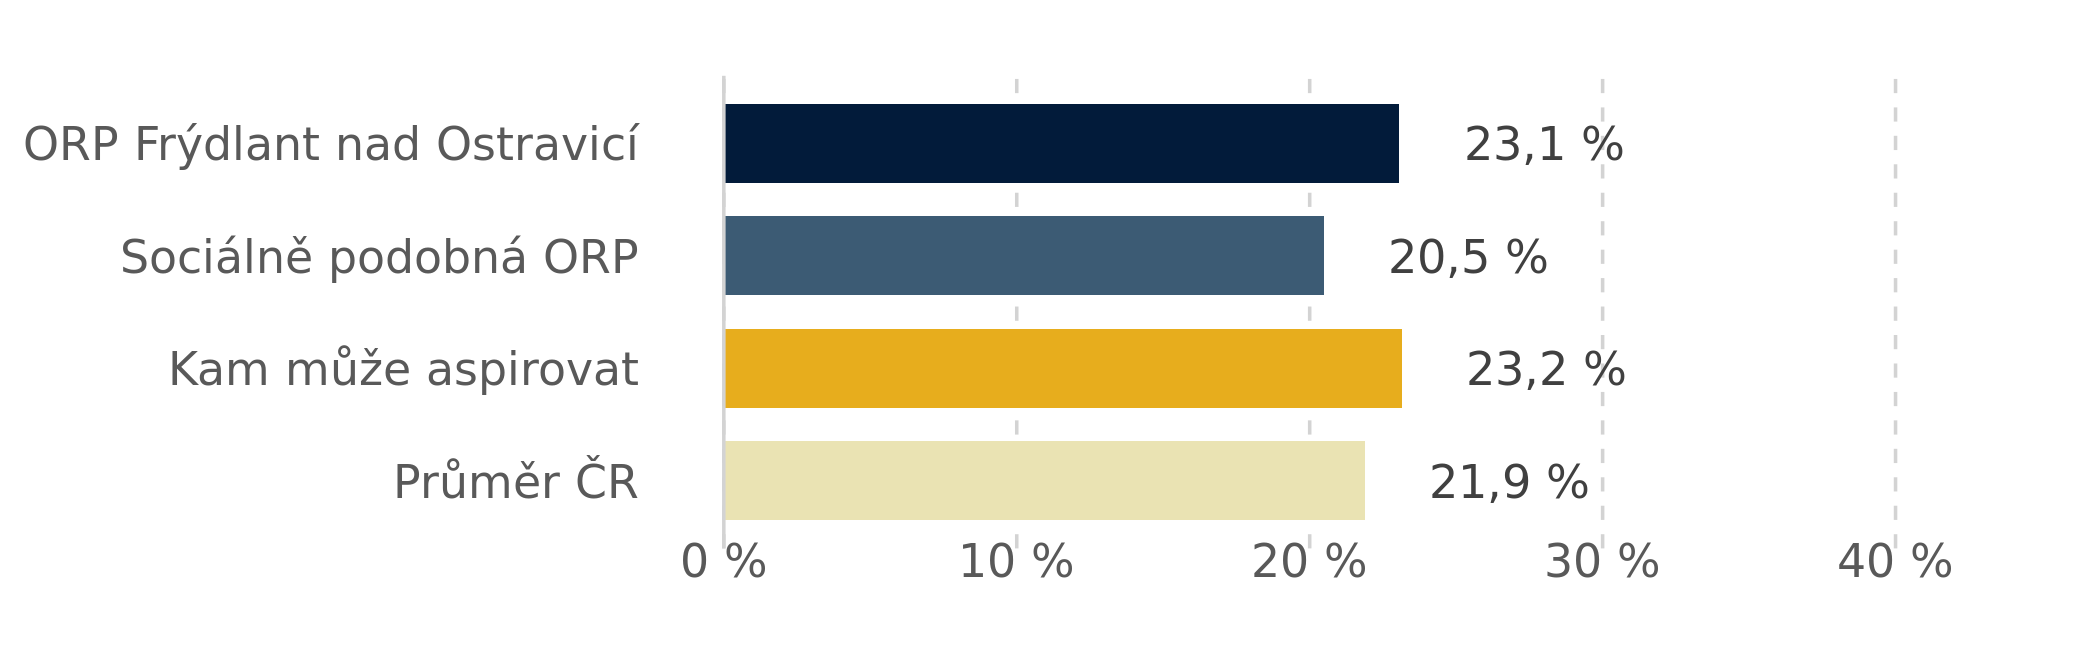 ORP Frýdlant nad Ostravicí 23,1 %
Sociálně podobná ORP 20,5 %
Kam může aspirovat 23,2 %
Průměr ČR 21,9 %
0 % 10 % 20 % 30 % 40 %